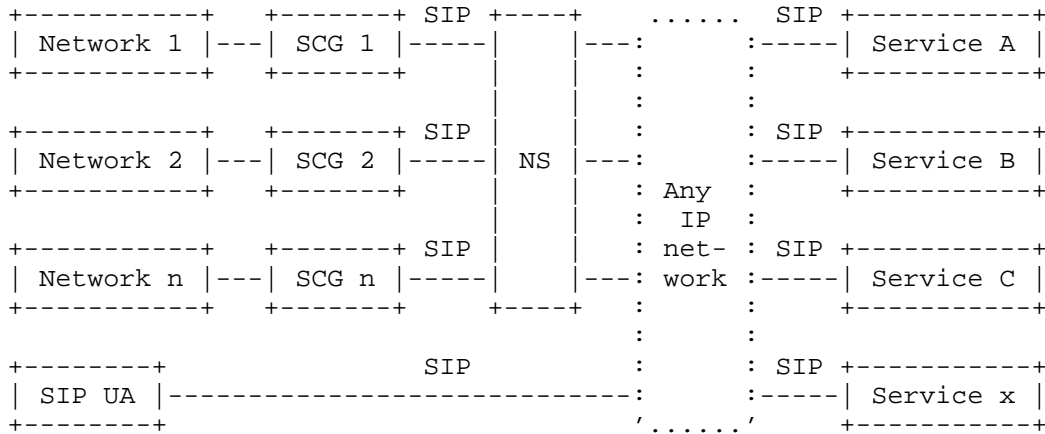 SIP ...... SIP
Network 1 SCG 1 Service A
SIP SIP
Network 2 SCG 2 NS Service B
Any
IP
SIP net- SIP
Network n SCG n work Service C
SIP SIP
SIP UA Service x
'......'